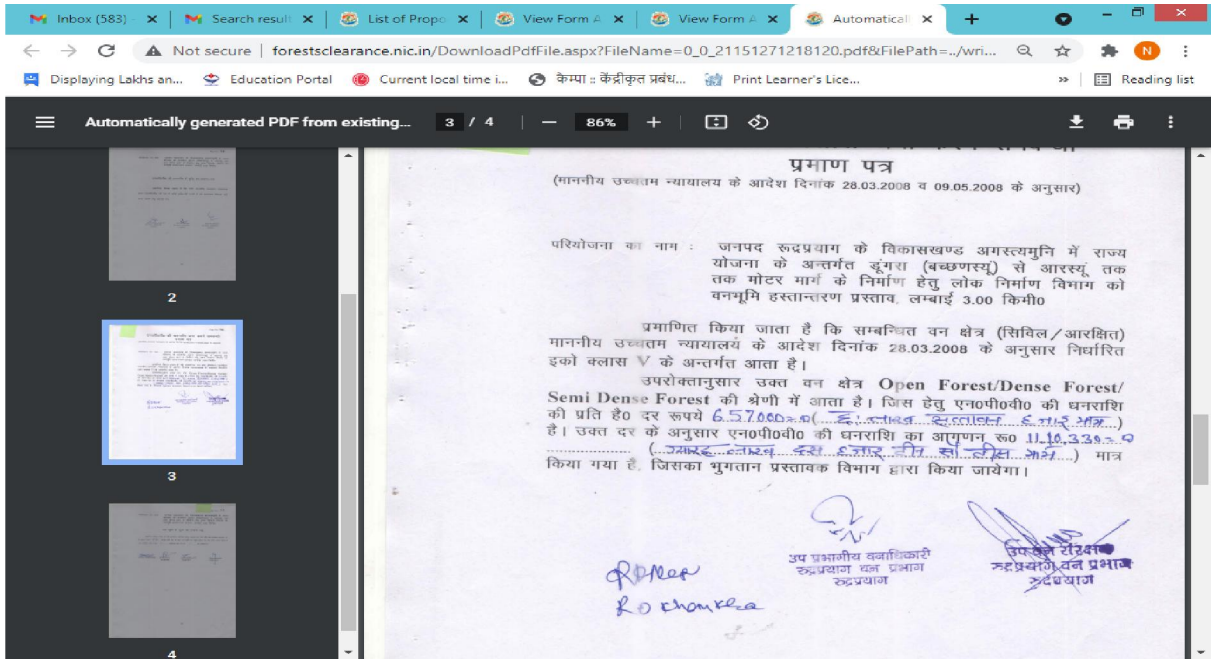 Inbox (583) -
Search result
List of Propo
View Form A
View Form A
Automatical
Not secure | forestsclearance.nic.in/DownloadPdfFile.aspx?FileName=0_0_21151271218120.pdf&FilePath=../wri...
N
Displaying Lakhs an...
Education Portal
Current local time i...
कैम्पा :: केंद्रीकृत प्रबंध...
Print Learner's Lice...
»
Reading list
Automatically generated PDF from existing...
3 / 4
86%
2
3
4
प्रमाण पत्र
(माननीय उच्चतम न्यायालय के आदेश दिनांक 28.03.2008 व 09.05.2008 के अनुसार)
परियोजना का नाम : जनपद रूद्रप्रयाग के विकासखण्ड अगस्त्यमुनि में राज्य
योजना के अन्तर्गत डूंगरा (बच्छणस्यूं) से आरस्यू तक
तक मोटर मार्ग के निर्माण हेतु लोक निर्माण विभाग को
वनभूमि हस्तान्तरण प्रस्ताव, लम्बाई 3.00 किमी0
प्रमाणित किया जाता है कि सम्बन्धित वन क्षेत्र (सिविल/आरक्षित)
माननीय उच्चतम न्यायालय के आदेश दिनांक 28.03.2008 के अनुसार निर्धारित
इको क्लास V के अन्तर्गत आता है।
उपरोक्तानुसार उक्त वन क्षेत्र Open Forest/Dense Forest/
Semi Dense Forest की श्रेणी में आता है। जिस हेतु एन0पी0वी0 की धनराशि
की प्रति है0 दर रूपये 657000=0 (छः लाख सत्तावन हजार मात्र)
है। उक्त दर के अनुसार एन0पी0वी0 की धनराशि का आगणन रू0 11,10,330=0
(ग्यारह लाख दस हजार तीन सौ तीस मात्र) मात्र
किया गया है, जिसका भुगतान प्रस्तावक विभाग द्वारा किया जायेगा।
उप प्रभागीय वनाधिकारी
रुद्रप्रयाग वन प्रभाग
रुद्रप्रयाग
उप वन संरक्षक
रुद्रप्रयाग वन प्रभाग
रुद्रप्रयाग